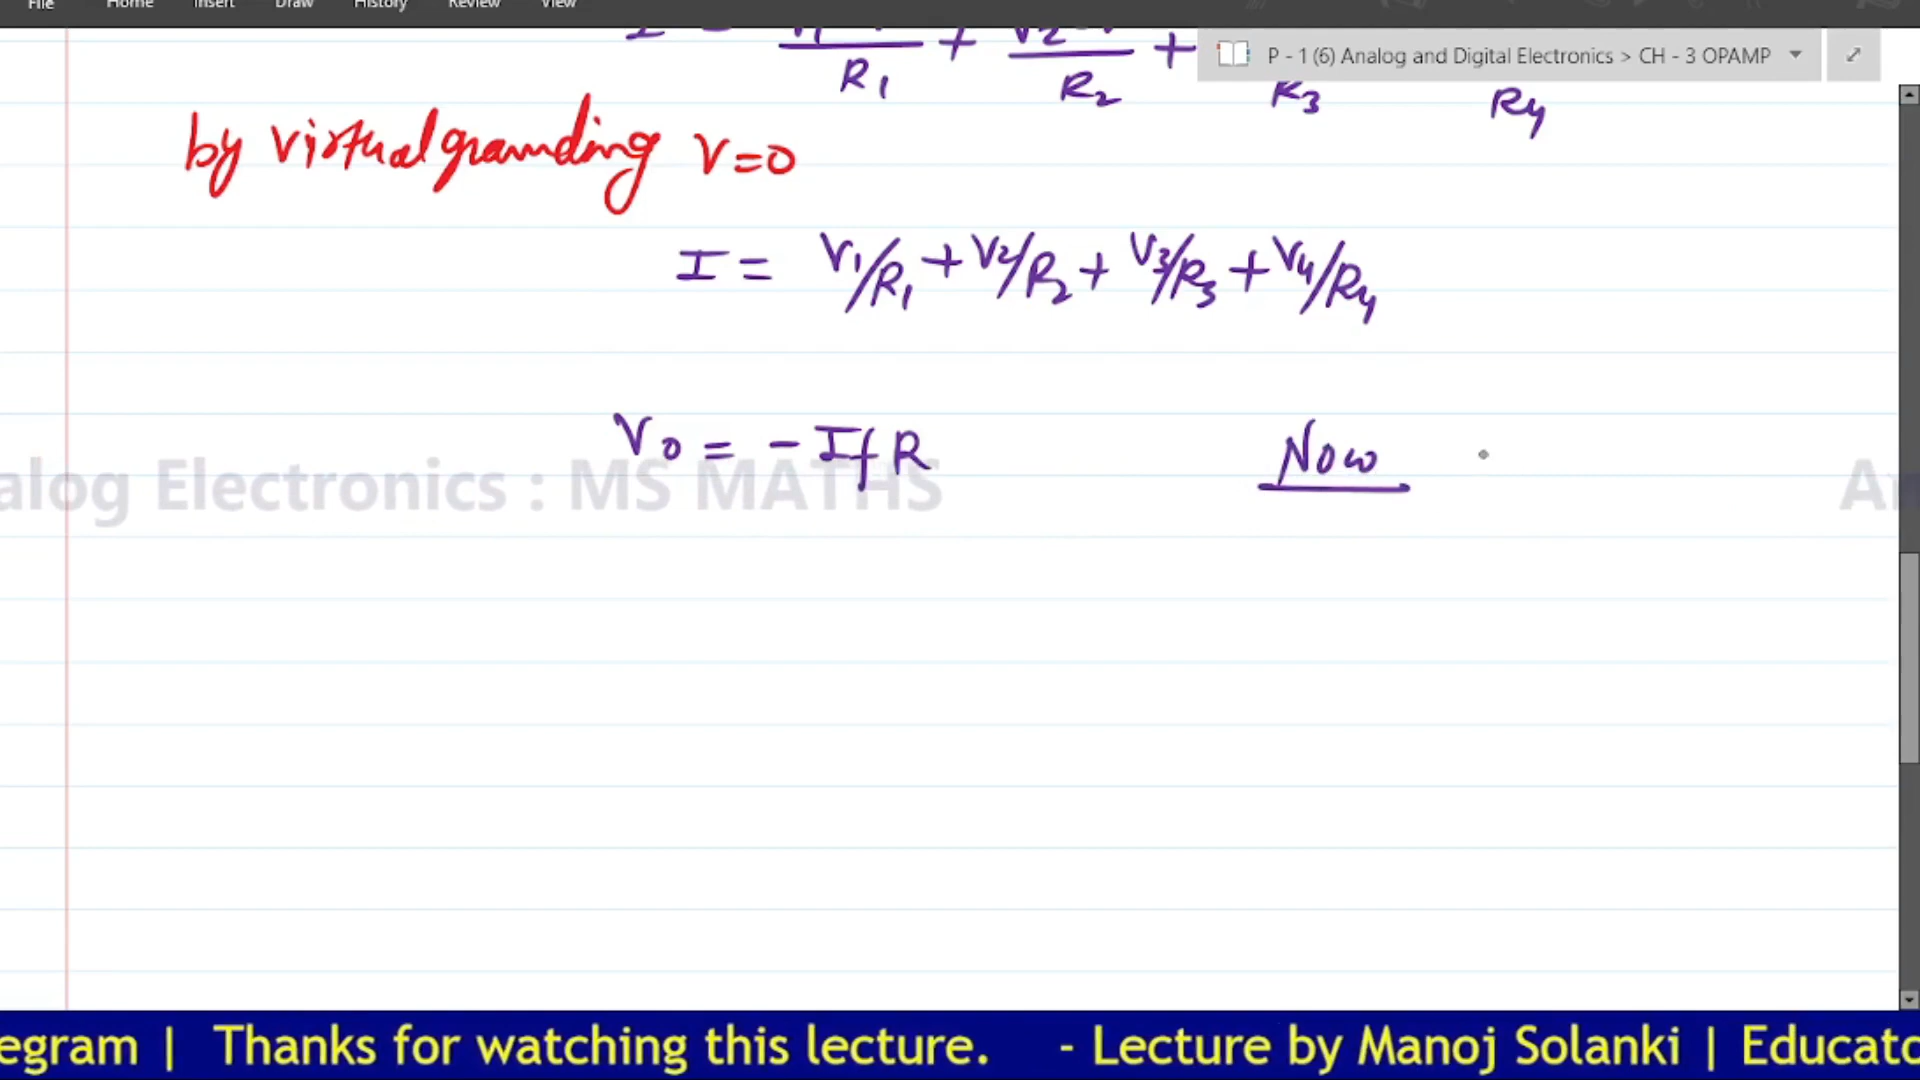 File Home Insert Draw History Review View
P - 1 (6) Analog and Digital Electronics > CH - 3 OPAMP
R1 + R2 + R3 R4
by virtual grounding V=0
I = V1/R1 + V2/R2 + V3/R3 + V4/R4
V0 = - If R Now
alog Electronics : MS MATHS An
egram | Thanks for watching this lecture. - Lecture by Manoj Solanki | Educato